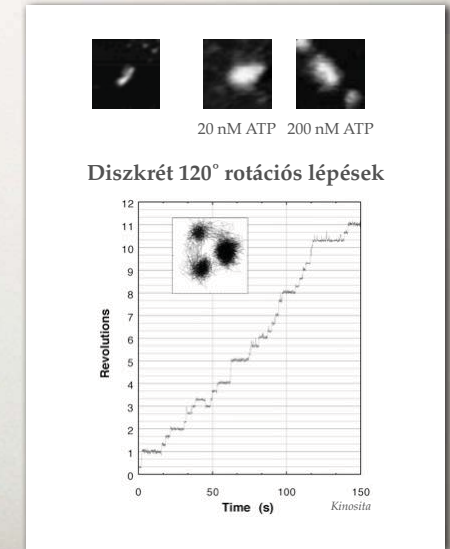 20 nM ATP 200 nM ATP
Diszkrét 120° rotációs lépések
12
11
10
9
8
7
6
5
4
3
2
1
0
Revolutions
0 50 100 150
Time (s)
Kinosita